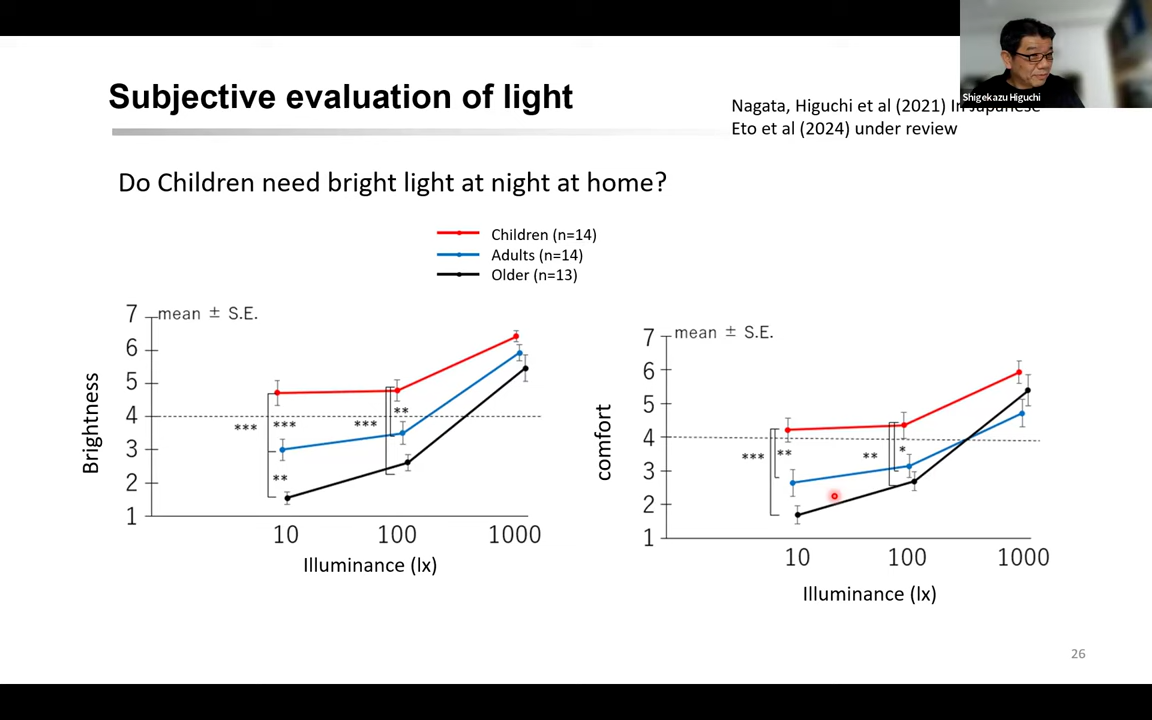 Subjective evaluation of light
Nagata, Higuchi et al (2021) In Japanese
Eto et al (2024) under review
Shigekazu Higuchi
Do Children need bright light at night at home?
Children (n=14)
Adults (n=14)
Older (n=13)
7 mean ± S.E.
6
5
4
3
2
1
Brightness
*** *** *** **
**
10 100 1000
Illuminance (lx)
7 mean ± S.E.
6
5
4
3
2
1
comfort
*** ** ** *
10 100 1000
Illuminance (lx)
26